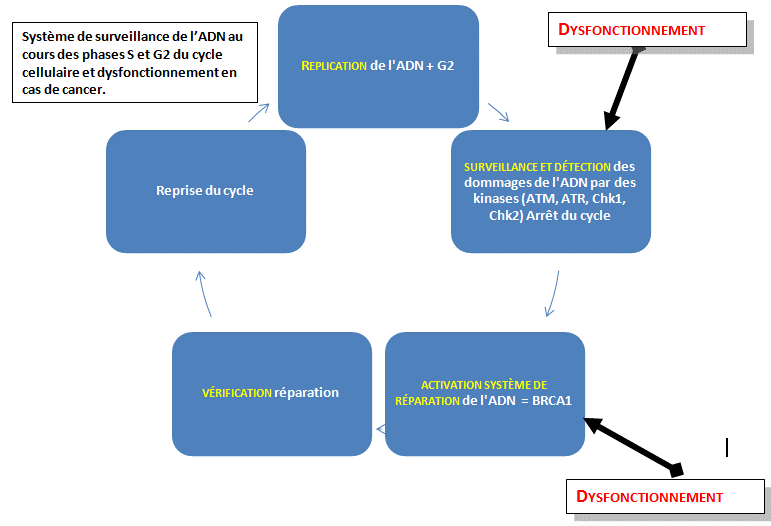 Système de surveillance de l'ADN au
cours des phases S et G2 du cycle
cellulaire et dysfonctionnement en
cas de cancer.
DYSFONCTIONNEMENT
REPLICATION de l'ADN + G2
SURVEILLANCE ET DÉTECTION des
dommages de l'ADN par des
kinases (ATM, ATR, Chk1,
Chk2) Arrêt du cycle
Reprise du cycle
VÉRIFICATION réparation
ACTIVATION SYSTÈME DE
RÉPARATION de l'ADN = BRCA1
DYSFONCTIONNEMENT